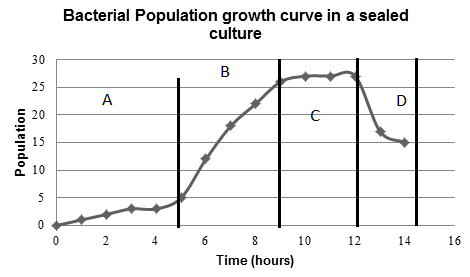 Bacterial Population growth curve in a sealed
culture
30
25
20
15
10
5
0
Population
A
B
C
D
0 2 4 6 8 10 12 14 16
Time (hours)